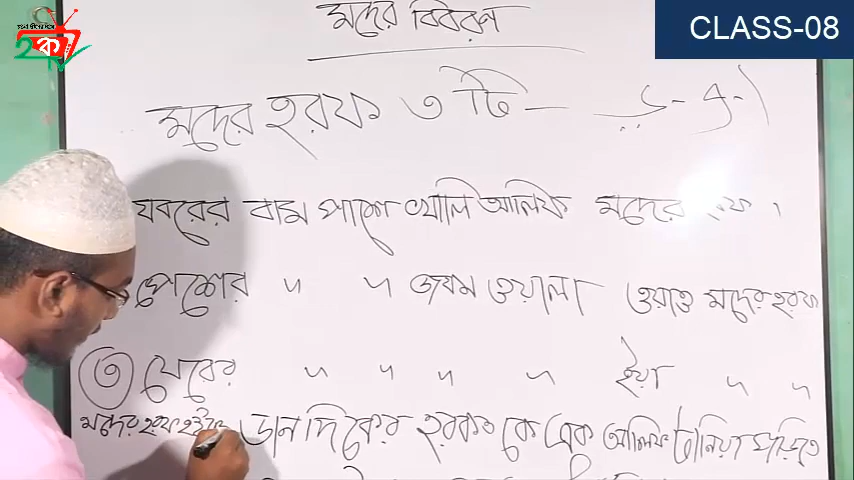 CLASS-08
মদের বিবরণ
মদের হরফ ৩ টি — ي - و - ا
যবরের বাম পাশে খালি আলিফ মদের হরফ ।
পেশের " " জযম ওয়ালা ওয়াও মদের হরফ
৩ যেরের " " " " ইয়া " "
মদের হরফ হইলে ডান দিকের হরকত কে এক আলিফ টানিয়া পড়িতে